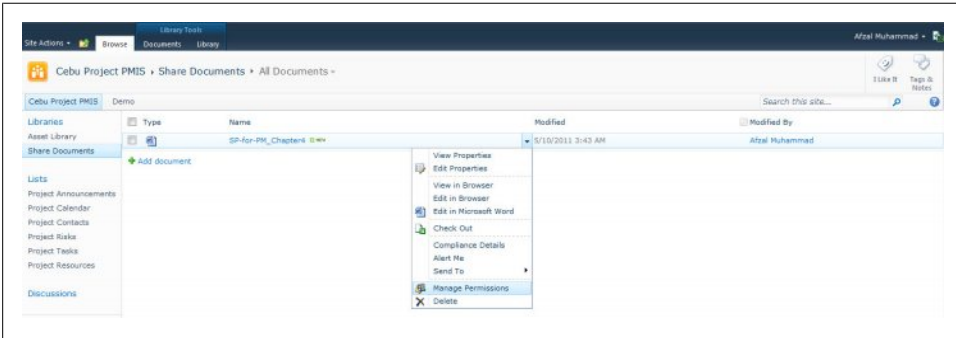 Library Tools
Site Actions Browse Documents Library Afzal Muhammad
Cebu Project PMIS Share Documents All Documents
I Like It Tags & Notes
Cebu Project PMIS Demo Search this site...
Libraries Type Name Modified Modified By
Asset Library SP-for-PM_Chapter4 NEW 5/10/2011 3:43 AM Afzal Muhammad
Share Documents
Add document
Lists
Project Announcements
Project Calendar
Project Contacts
Project Risks
Project Tasks
Project Resources
Discussions
View Properties
Edit Properties
View in Browser
Edit in Browser
Edit in Microsoft Word
Check Out
Compliance Details
Alert Me
Send To
Manage Permissions
Delete